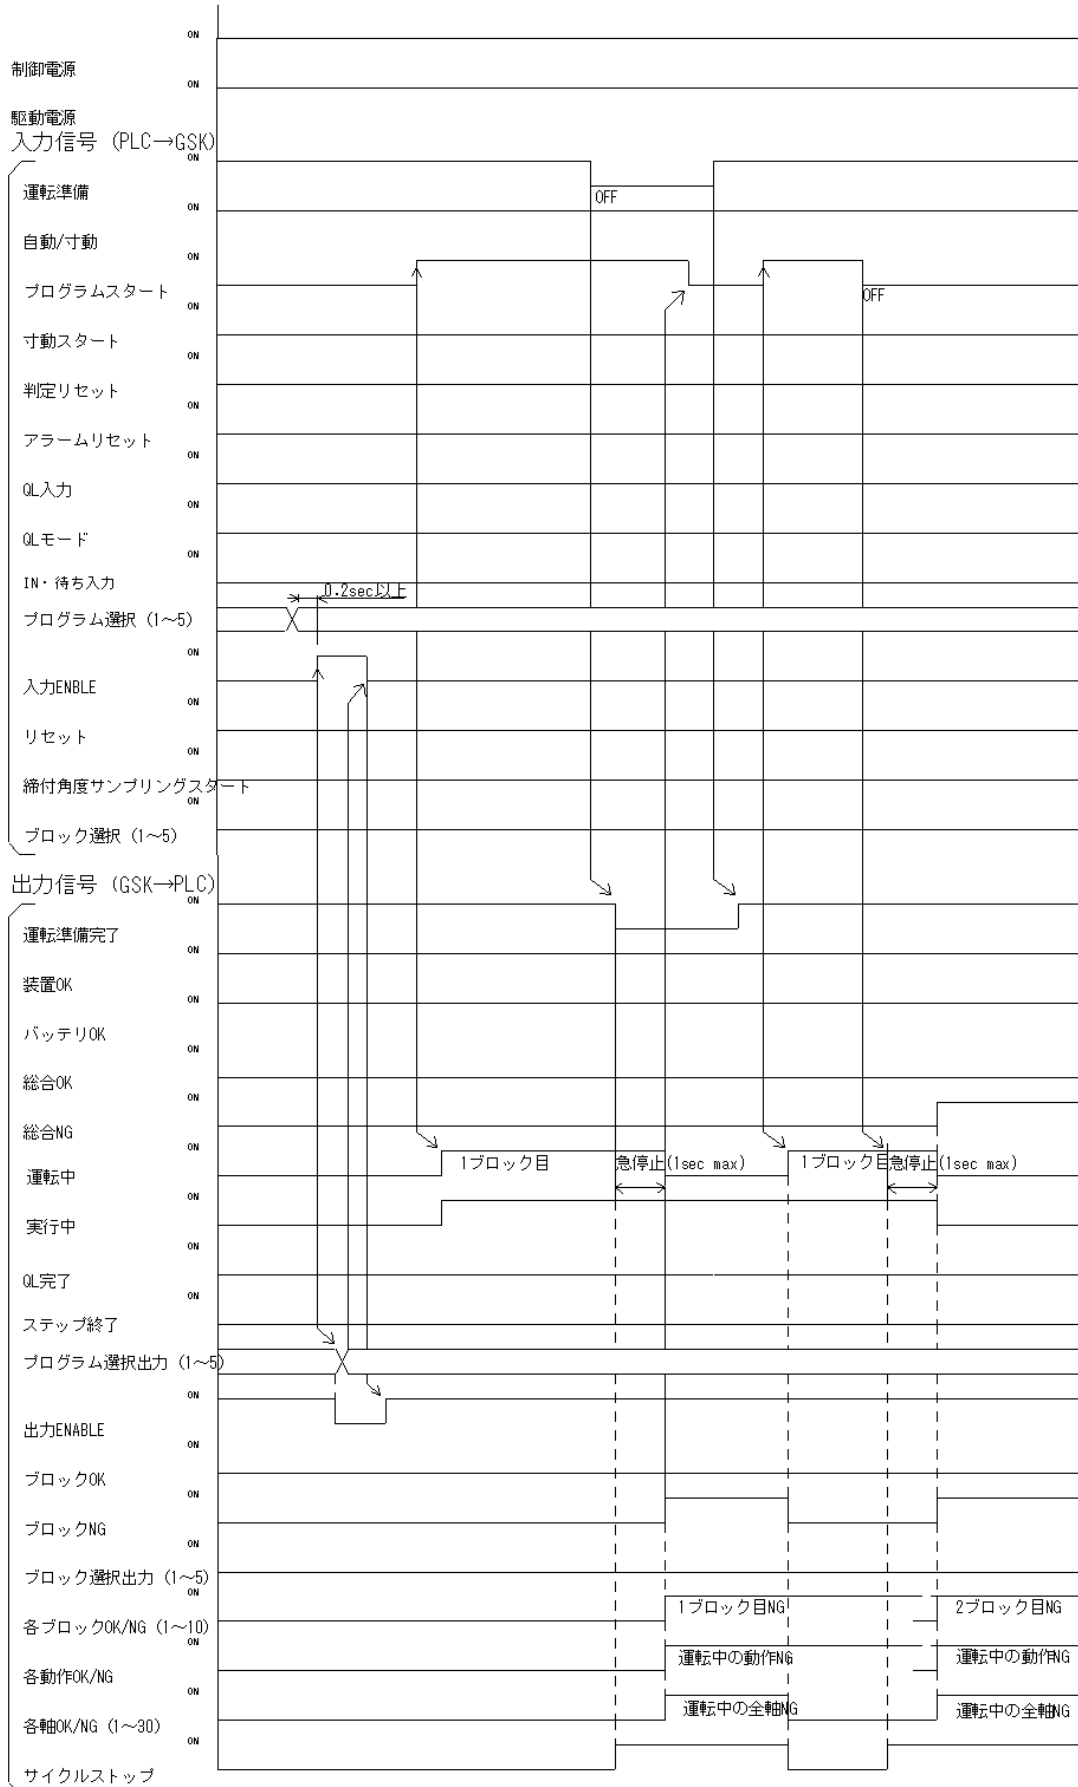 ON
制御電源
ON
駆動電源
入力信号 (PLC→GSK)
ON
運転準備
OFF
ON
自動/寸動
ON
プログラムスタート
OFF
ON
寸動スタート
ON
判定リセット
ON
アラームリセット
ON
QL入力
ON
QLモード
ON
IN・待ち入力
0.2sec以上
プログラム選択 (1～5)
ON
入力ENBLE
ON
リセット
ON
締付角度サンプリングスタート
ON
ブロック選択 (1～5)
出力信号 (GSK→PLC)
ON
運転準備完了
ON
装置OK
ON
バッテリOK
ON
総合OK
ON
総合NG
ON
運転中
1ブロック目
急停止(1sec max)
1ブロック目
急停止(1sec max)
ON
実行中
ON
QL完了
ON
ステップ終了
プログラム選択出力 (1～5)
ON
出力ENABLE
ON
ブロックOK
ON
ブロックNG
ON
ブロック選択出力 (1～5)
ON
各ブロックOK/NG (1～10)
1ブロック目NG
2ブロック目NG
ON
各動作OK/NG
運転中の動作NG
運転中の動作NG
ON
各軸OK/NG (1～30)
運転中の全軸NG
運転中の全軸NG
ON
サイクルストップ